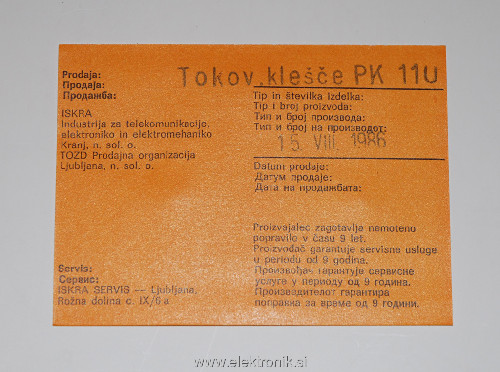 Prodaja:
Продаја:
Продажба:
ISKRA
Industrija za telekomunikacije,
elektroniko in elektromehaniko
Kranj, n. sol. o.
TOZD Prodajna organizacija
Ljubljana, n. sol. o.
Servis:
Сервис:
ISKRA SERVIS — Ljubljana,
Rožna dolina c. IX/6 a
Tokov.klešče PK 110
Tip in številka izdelka:
Tip i broj proizvoda:
Тип и број производа:
Тип и број на производот:
15. VIII. 1986
Datum prodaje:
Датум продаје:
Дата на продажбата:
Proizvajalec zagotavlja nemoteno
popravilo v času 9 let.
Proizvođač garantuje servisne usluge
u periodu od 9 godina.
Произвођач гарантује сервисне
услуге у периоду од 9 година.
Производителот гарантира
поправка за време од 9 години.
www.elektronik.si